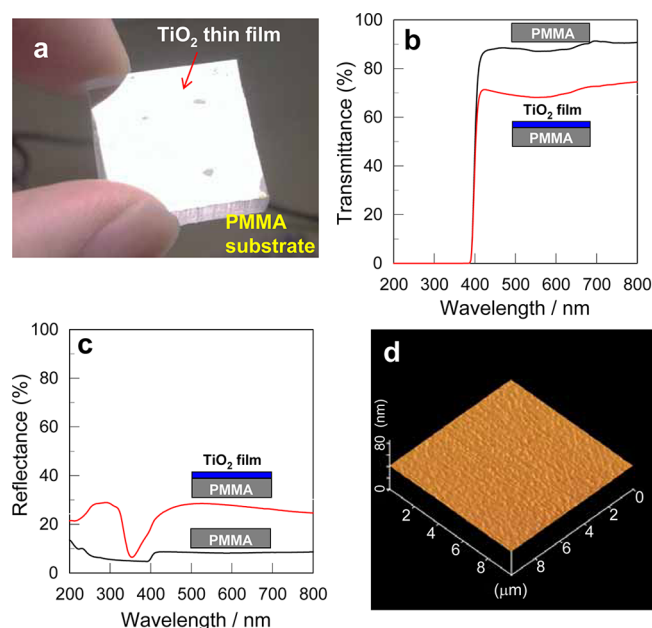 a
TiO2 thin film
PMMA
substrate
b
Transmittance (%)
100
80
60
40
20
0
PMMA
TiO2 film
PMMA
200 300 400 500 600 700 800
Wavelength / nm
c
Reflectance (%)
100
80
60
40
20
0
TiO2 film
PMMA
PMMA
200 300 400 500 600 700 800
Wavelength / nm
d
(nm)
80
0
2
4
6
8
8
6
4
2
0
(μm)